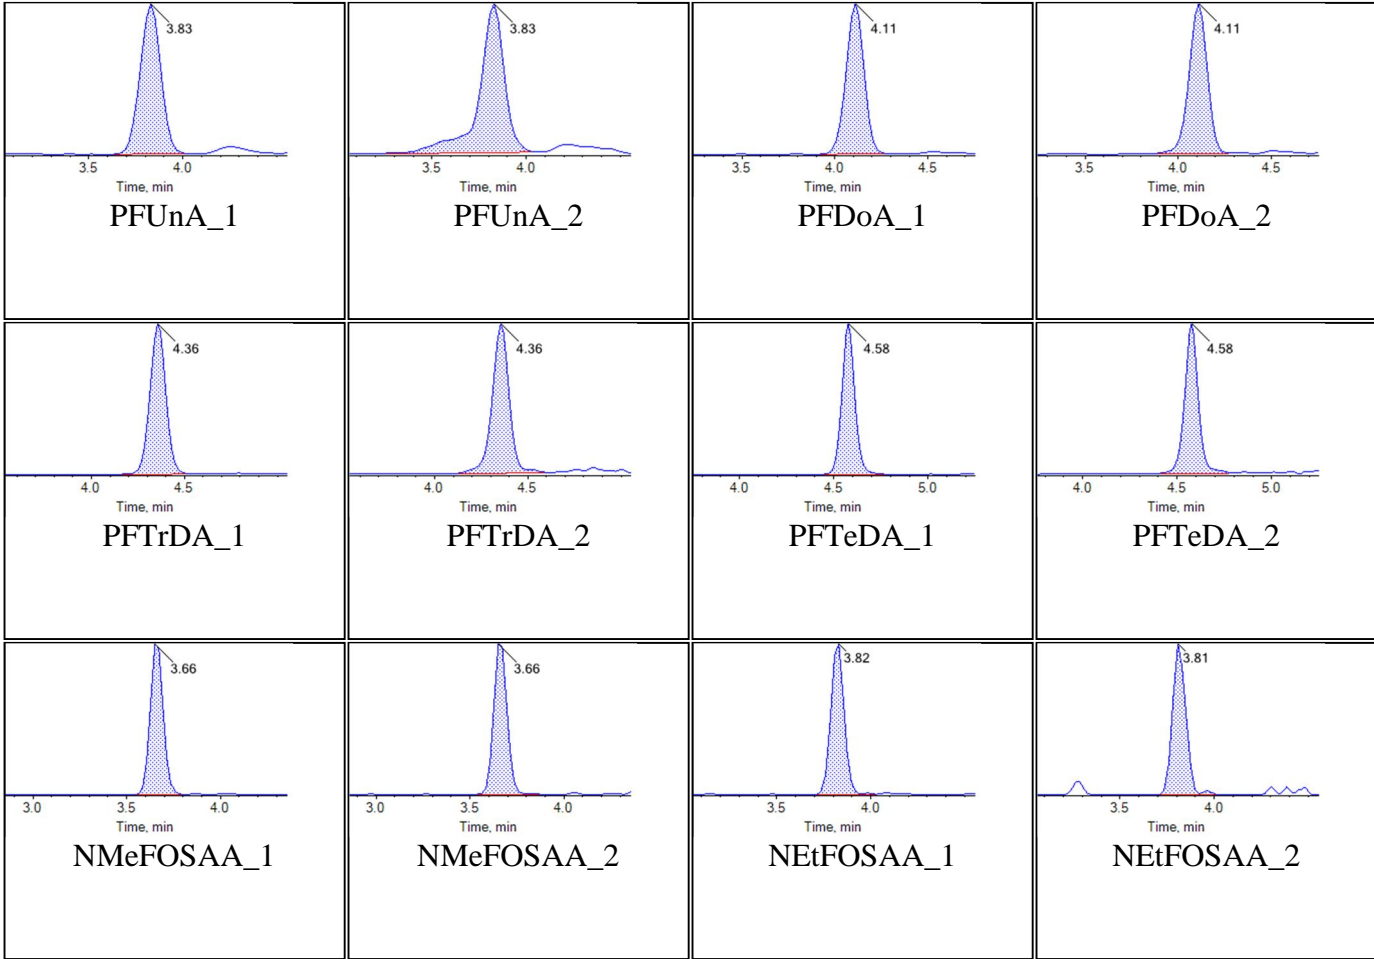 3.83
3.5 4.0
Time, min
PFUnA_1
3.83
3.5 4.0
Time, min
PFUnA_2
4.11
3.5 4.0 4.5
Time, min
PFDoA_1
4.11
3.5 4.0 4.5
Time, min
PFDoA_2
4.36
4.0 4.5
Time, min
PFTrDA_1
4.36
4.0 4.5
Time, min
PFTrDA_2
4.58
4.0 4.5 5.0
Time, min
PFTeDA_1
4.58
4.0 4.5 5.0
Time, min
PFTeDA_2
3.66
3.0 3.5 4.0
Time, min
NMeFOSAA_1
3.66
3.0 3.5 4.0
Time, min
NMeFOSAA_2
3.82
3.5 4.0
Time, min
NEtFOSAA_1
3.81
3.5 4.0
Time, min
NEtFOSAA_2